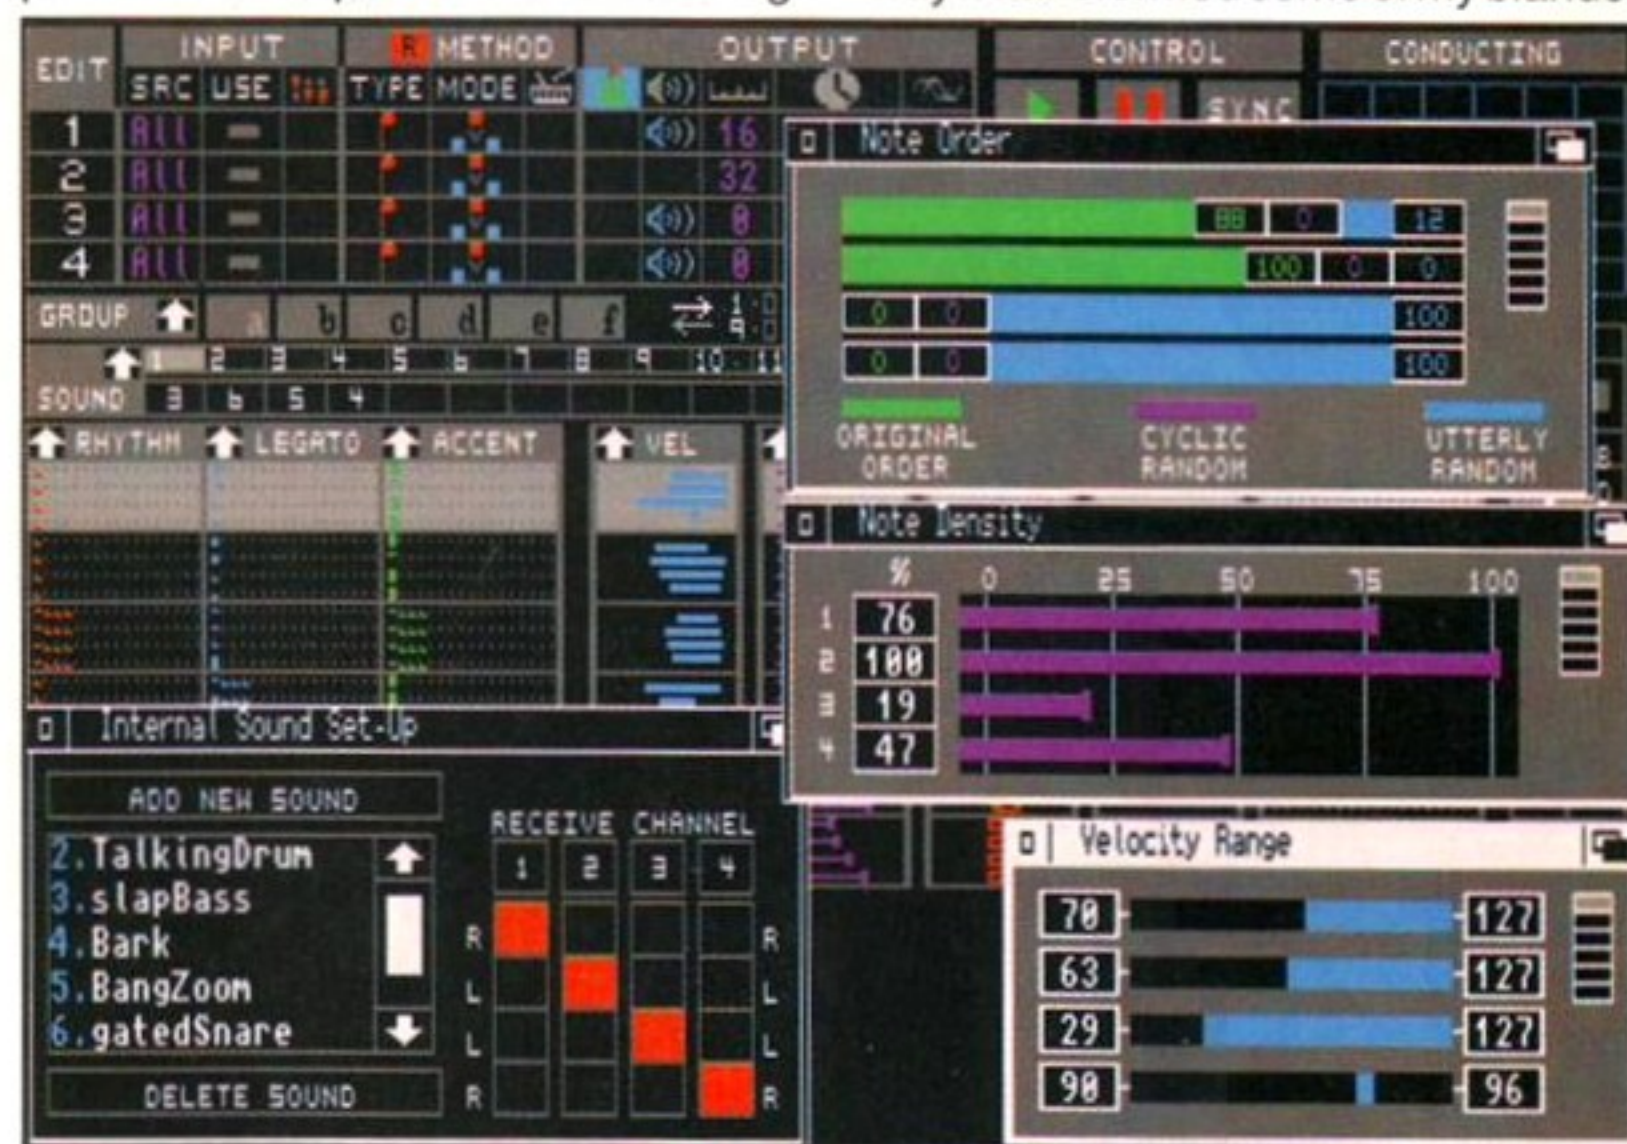 EDIT INPUT R METHOD OUTPUT CONTROL CONDUCTING
SRC USE TYPE MODE SYNC
1 All 16
2 All 32
3 All 0
4 All 0
GROUP a b c d e f
1 2 3 4 5 6 7 8 9 10 11
SOUND 3 6 5 4
RHYTHM LEGATO ACCENT VEL
Note Order
88 0 12
100 0 0
0 0 100
0 0 100
ORIGINAL ORDER
CYCLIC RANDOM
UTTERLY RANDOM
Note Density
% 0 25 50 75 100
1 76
2 100
3 19
4 47
Internal Sound Set-Up
ADD NEW SOUND
2.TalkingDrum
3.slapBass
4.Bark
5.BangZoom
6.gatedSnare
DELETE SOUND
RECEIVE CHANNEL
1 2 3 4
R R
L L
L L
R R
Velocity Range
70 127
63 127
29 127
90 96